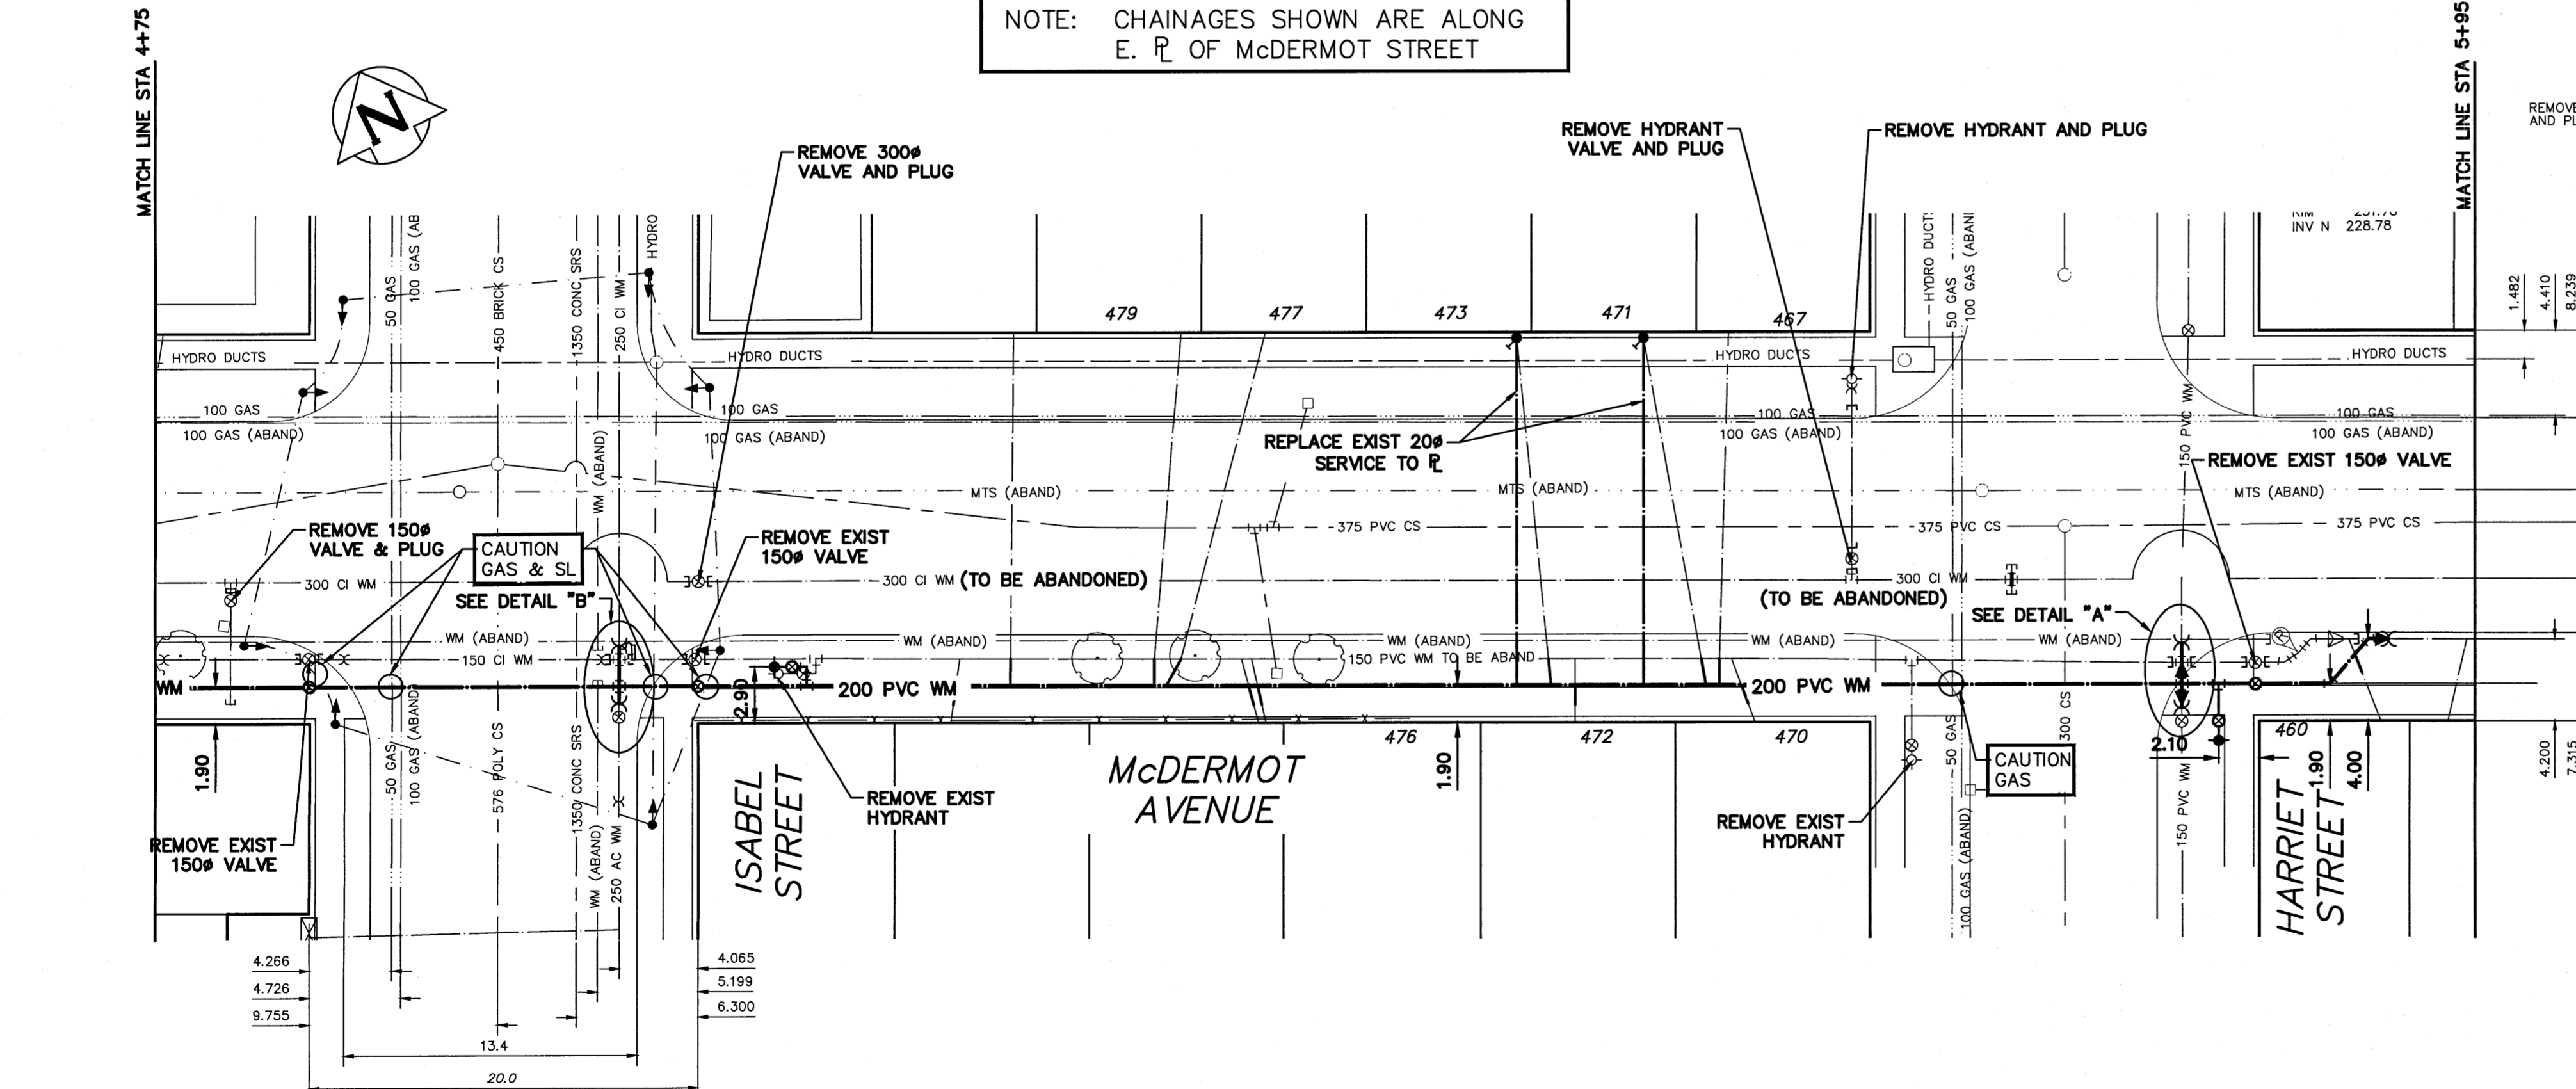 NOTE: CHAINAGES SHOWN ARE ALONG
E. ⅊ OF McDERMOT STREET
MATCH LINE STA 4+75
MATCH LINE STA 5+95
N
REMOVE 300ø
VALVE AND PLUG
REMOVE HYDRANT
VALVE AND PLUG
REMOVE HYDRANT AND PLUG
INV N 228.78
1.482
4.410
8.239
50 GAS
100 GAS (AB
450 BRICK CS
1350 CONC SRS
250 CI WM
HYDRO
HYDRO DUCTS
50 GAS
100 GAS (ABAN
479
477
473
471
467
HYDRO DUCTS
HYDRO DUCTS
HYDRO DUCTS
HYDRO DUCTS
100 GAS
100 GAS
100 GAS
100 GAS
100 GAS (ABAND)
100 GAS (ABAND)
100 GAS (ABAND)
100 GAS (ABAND)
WM (ABAND)
150 PVC WM
REPLACE EXIST 20ø
SERVICE TO ⅊
REMOVE EXIST 150ø VALVE
MTS (ABAND)
MTS (ABAND)
MTS (ABAND)
375 PVC CS
375 PVC CS
375 PVC CS
REMOVE 150ø
VALVE & PLUG
CAUTION
GAS & SL
REMOVE EXIST
150ø VALVE
300 CI WM
300 CI WM (TO BE ABANDONED)
300 CI WM
(TO BE ABANDONED)
SEE DETAIL "B"
SEE DETAIL "A"
WM (ABAND)
WM (ABAND)
WM (ABAND)
WM (ABAND)
WM (ABAND)
150 CI WM
150 PVC WM TO BE ABAND
WM
200 PVC WM
200 PVC WM
2.90
1.90
1.90
2.10
1.90
4.00
4.200
7.315
476
472
470
460
50 GAS
100 GAS (ABAND)
576 POLY CS
1350 CONC SRS
WM (ABAND)
250 AC WM
ISABEL
STREET
McDERMOT
AVENUE
HARRIET
STREET
REMOVE EXIST
HYDRANT
REMOVE EXIST
HYDRANT
CAUTION
GAS
50 GAS
100 GAS (ABAND)
300 CS
150 PVC WM
REMOVE EXIST
150ø VALVE
4.266
4.726
9.755
4.065
5.199
6.300
13.4
20.0